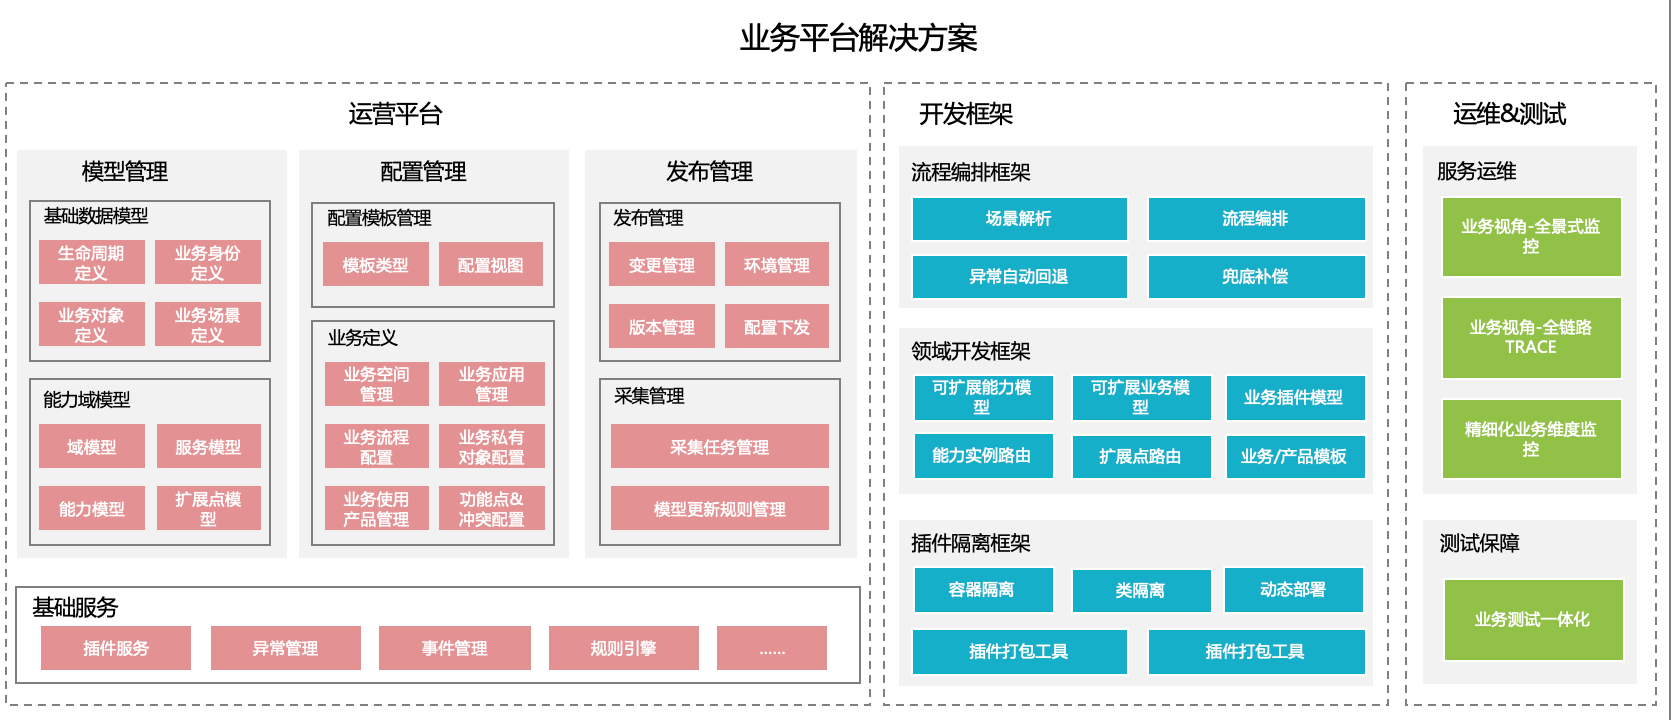 业务平台解决方案
运营平台
模型管理
基础数据模型
生命周期
定义
业务身份
定义
业务对象
定义
业务场景
定义
能力域模型
域模型
服务模型
能力模型
扩展点模
型
配置管理
配置模板管理
模板类型
配置视图
业务定义
业务空间
管理
业务应用
管理
业务流程
配置
业务私有
对象配置
业务使用
产品管理
功能点&
冲突配置
发布管理
发布管理
变更管理
环境管理
版本管理
配置下发
采集管理
采集任务管理
模型更新规则管理
基础服务
插件服务
异常管理
事件管理
规则引擎
......
开发框架
流程编排框架
场景解析
流程编排
异常自动回退
兜底补偿
领域开发框架
可扩展能力模
型
可扩展业务模
型
业务插件模型
能力实例路由
扩展点路由
业务/产品模板
插件隔离框架
容器隔离
类隔离
动态部署
插件打包工具
插件打包工具
运维&测试
服务运维
业务视角-全景式监
控
业务视角-全链路
TRACE
精细化业务维度监
控
测试保障
业务测试一体化